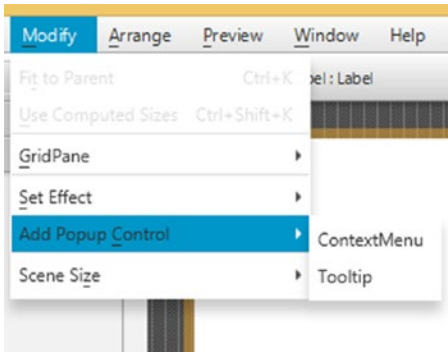 Modify Arrange Preview Window Help
Fit to Parent Ctrl+K : Label
Use Computed Sizes Ctrl+Shift+K
GridPane
Set Effect
Add Popup Control
ContextMenu
Scene Size
Tooltip